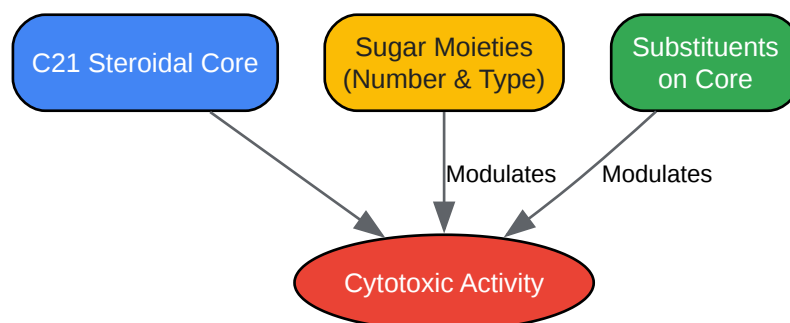 C21 Steroidal Core
Sugar Moieties
(Number & Type)
Substituents
on Core
Modulates
Modulates
Cytotoxic Activity